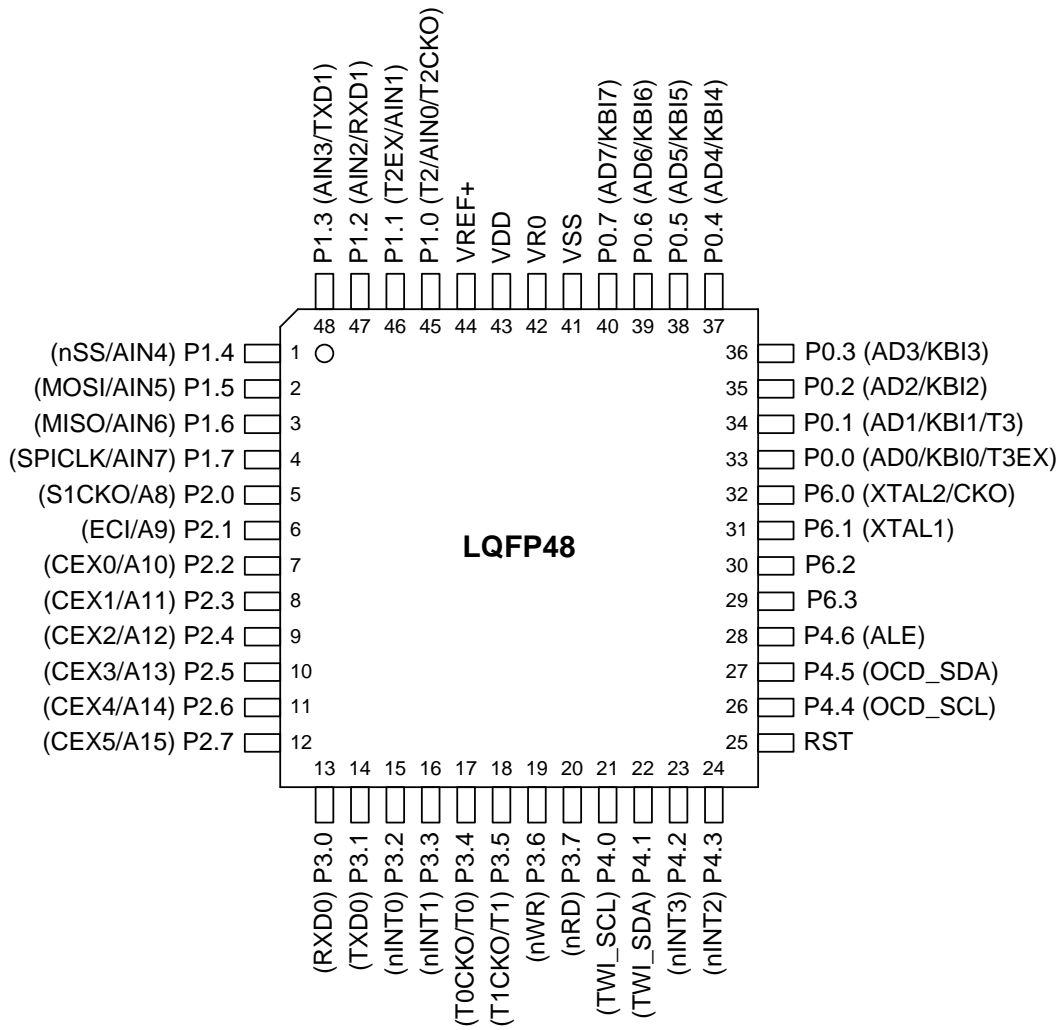 P1.3 (AIN3/TXD1)
P1.2 (AIN2/RXD1)
P1.1 (T2EX/AIN1)
P1.0 (T2/AIN0/T2CKO)
VREF+
VDD
VR0
VSS
P0.7 (AD7/KBI7)
P0.6 (AD6/KBI6)
P0.5 (AD5/KBI5)
P0.4 (AD4/KBI4)
48 47 46 45 44 43 42 41 40 39 38 37
(nSS/AIN4) P1.4 1
(MOSI/AIN5) P1.5 2
(MISO/AIN6) P1.6 3
(SPICLK/AIN7) P1.7 4
(S1CKO/A8) P2.0 5
(ECI/A9) P2.1 6
(CEX0/A10) P2.2 7
(CEX1/A11) P2.3 8
(CEX2/A12) P2.4 9
(CEX3/A13) P2.5 10
(CEX4/A14) P2.6 11
(CEX5/A15) P2.7 12
LQFP48
36 P0.3 (AD3/KBI3)
35 P0.2 (AD2/KBI2)
34 P0.1 (AD1/KBI1/T3)
33 P0.0 (AD0/KBI0/T3EX)
32 P6.0 (XTAL2/CKO)
31 P6.1 (XTAL1)
30 P6.2
29 P6.3
28 P4.6 (ALE)
27 P4.5 (OCD_SDA)
26 P4.4 (OCD_SCL)
25 RST
13 14 15 16 17 18 19 20 21 22 23 24
(RXD0) P3.0
(TXD0) P3.1
(nINT0) P3.2
(nINT1) P3.3
(T0CKO/T0) P3.4
(T1CKO/T1) P3.5
(nWR) P3.6
(nRD) P3.7
(TWI_SCL) P4.0
(TWI_SDA) P4.1
(nINT3) P4.2
(nINT2) P4.3